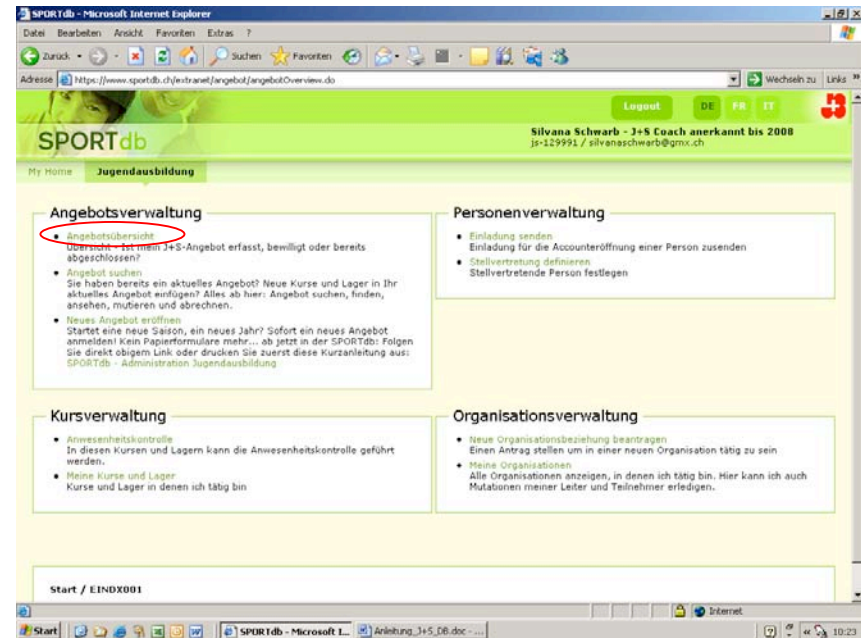 SPORTdb - Microsoft Internet Explorer
Datei Bearbeiten Ansicht Favoriten Extras ?
Zurück Suchen Favoriten
Adresse https://www.sportdb.ch/extranet/angebot/angebotOverview.do Wechseln zu Links »
Logout DE FR IT
SPORTdb
Silvana Schwarb - J+S Coach anerkannt bis 2008
js-129991 / silvanaschwarb@gmx.ch
My Home Jugendausbildung
Angebotsverwaltung
Angebotsübersicht
Übersicht - Ist mein J+S-Angebot erfasst, bewilligt oder bereits
abgeschlossen?
Angebot suchen
Sie haben bereits ein aktuelles Angebot? Neue Kurse und Lager in Ihr
aktuelles Angebot einfügen? Alles ab hier: Angebot suchen, finden,
ansehen, mutieren und abrechnen.
Neues Angebot eröffnen
Startet eine neue Saison, ein neues Jahr? Sofort ein neues Angebot
anmelden! Kein Papierformulare mehr... ab jetzt in der SPORTdb: Folgen
Sie direkt obigem Link oder drucken Sie zuerst diese Kurzanleitung aus:
SPORTdb - Administration Jugendausbildung
Personenverwaltung
Einladung senden
Einladung für die Accounteröffnung einer Person zusenden
Stellvertretung definieren
Stellvertretende Person festlegen
Kursverwaltung
Anwesenheitskontrolle
In diesen Kursen und Lagern kann die Anwesenheitskontrolle geführt
werden.
Meine Kurse und Lager
Kurse und Lager in denen ich tätig bin
Organisationsverwaltung
Neue Organisationsbeziehung beantragen
Einen Antrag stellen um in einer neuen Organisation tätig zu sein
Meine Organisationen
Alle Organisationen anzeigen, in denen ich tätig bin. Hier kann ich auch
Mutationen meiner Leiter und Teilnehmer erledigen.
Start / EINDX001
Internet
Start SPORTdb - Microsoft I... Anleitung_J+S_DB.doc - ... 10:23